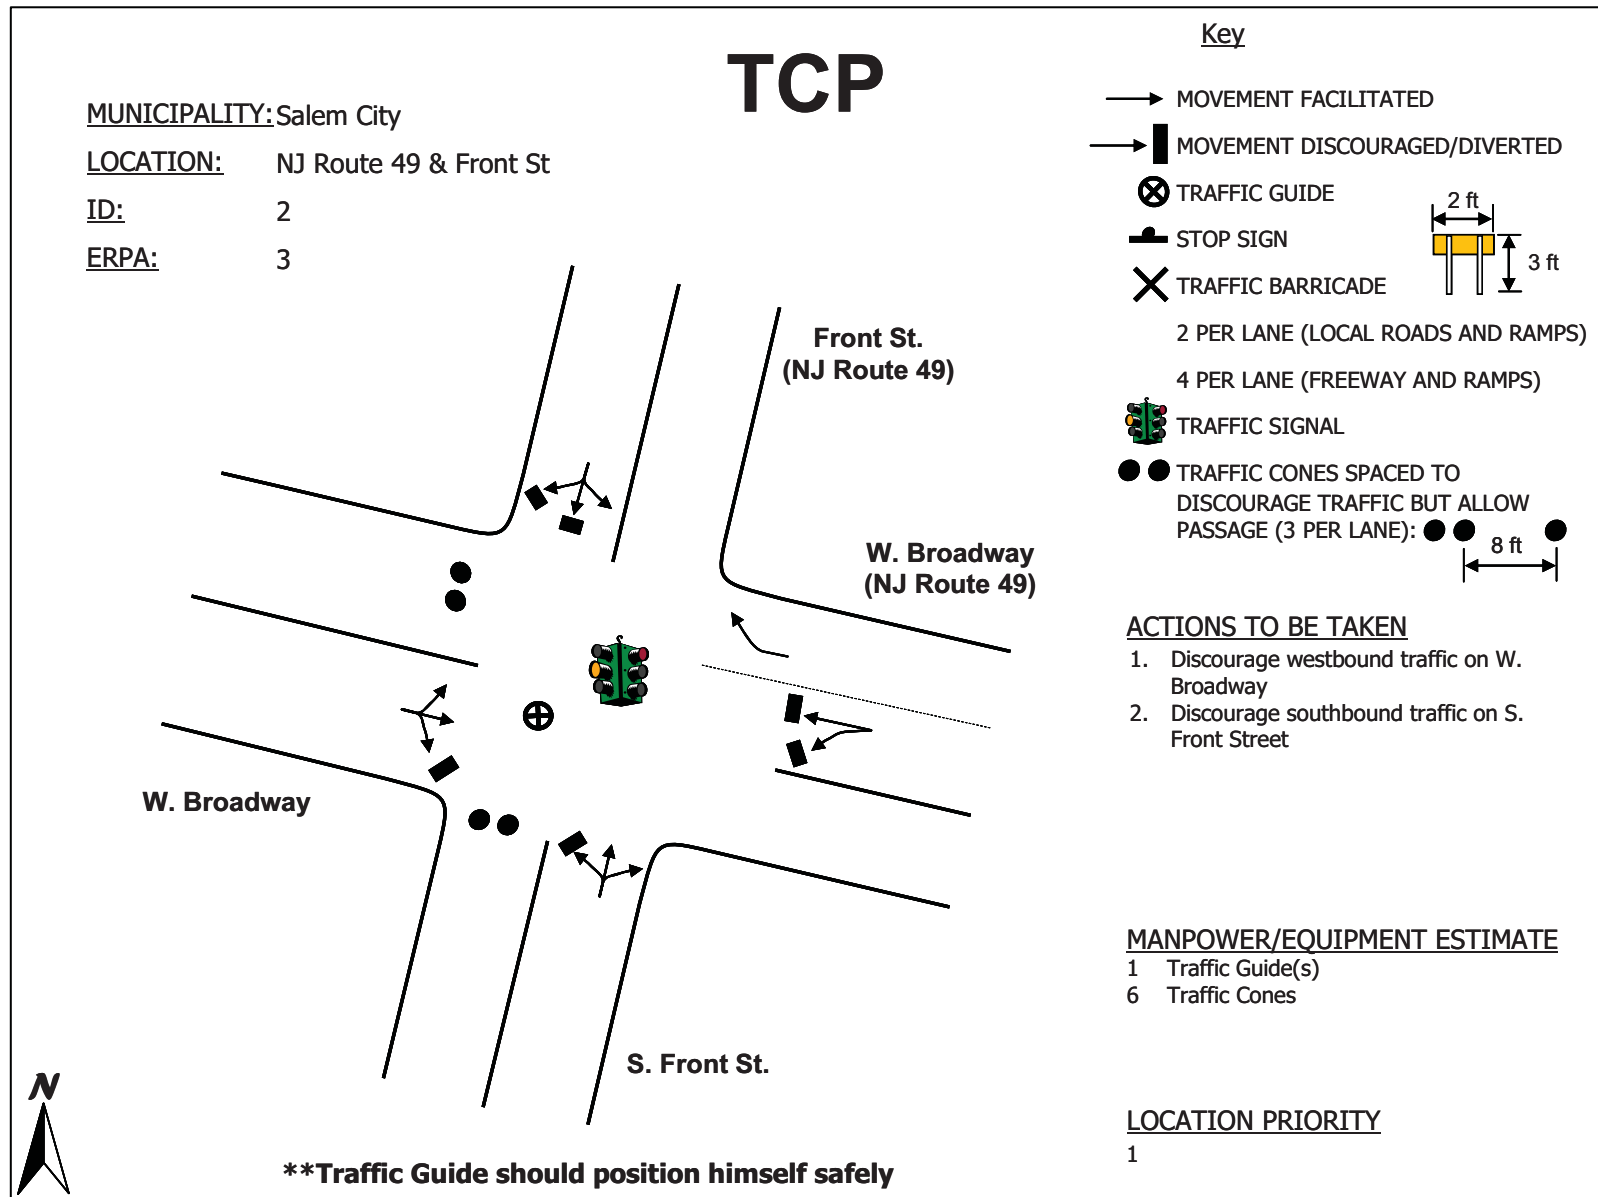 TCP
MUNICIPALITY: Salem City
LOCATION: NJ Route 49 & Front St
ID: 2
ERPA: 3
Key
MOVEMENT FACILITATED
MOVEMENT DISCOURAGED/DIVERTED
TRAFFIC GUIDE
STOP SIGN
TRAFFIC BARRICADE
2 ft
3 ft
2 PER LANE (LOCAL ROADS AND RAMPS)
4 PER LANE (FREEWAY AND RAMPS)
TRAFFIC SIGNAL
TRAFFIC CONES SPACED TO
DISCOURAGE TRAFFIC BUT ALLOW
PASSAGE (3 PER LANE):
8 ft
Front St.
(NJ Route 49)
W. Broadway
(NJ Route 49)
W. Broadway
S. Front St.
ACTIONS TO BE TAKEN
1. Discourage westbound traffic on W.
Broadway
2. Discourage southbound traffic on S.
Front Street
MANPOWER/EQUIPMENT ESTIMATE
1 Traffic Guide(s)
6 Traffic Cones
LOCATION PRIORITY
1
N
**Traffic Guide should position himself safely